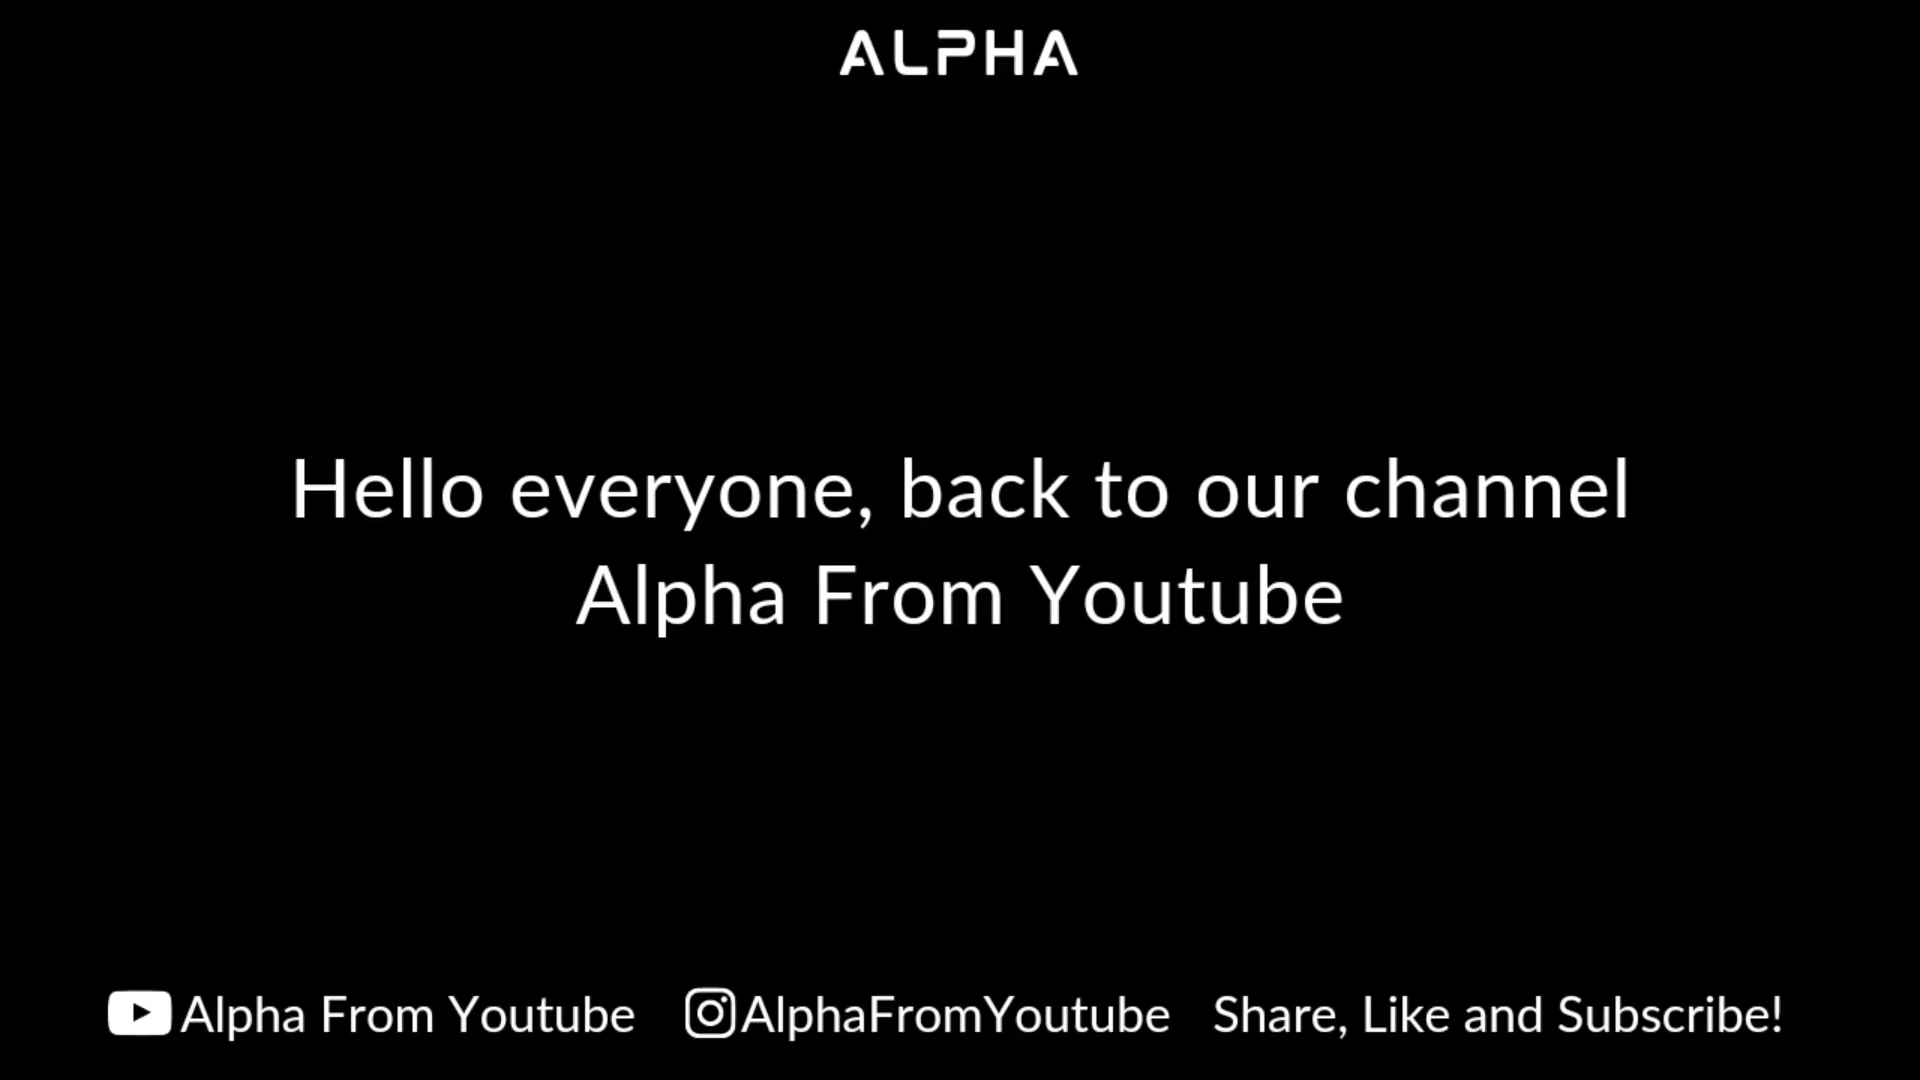 ALPHA
Hello everyone, back to our channel
Alpha From Youtube
Alpha From Youtube AlphaFromYoutube Share, Like and Subscribe!